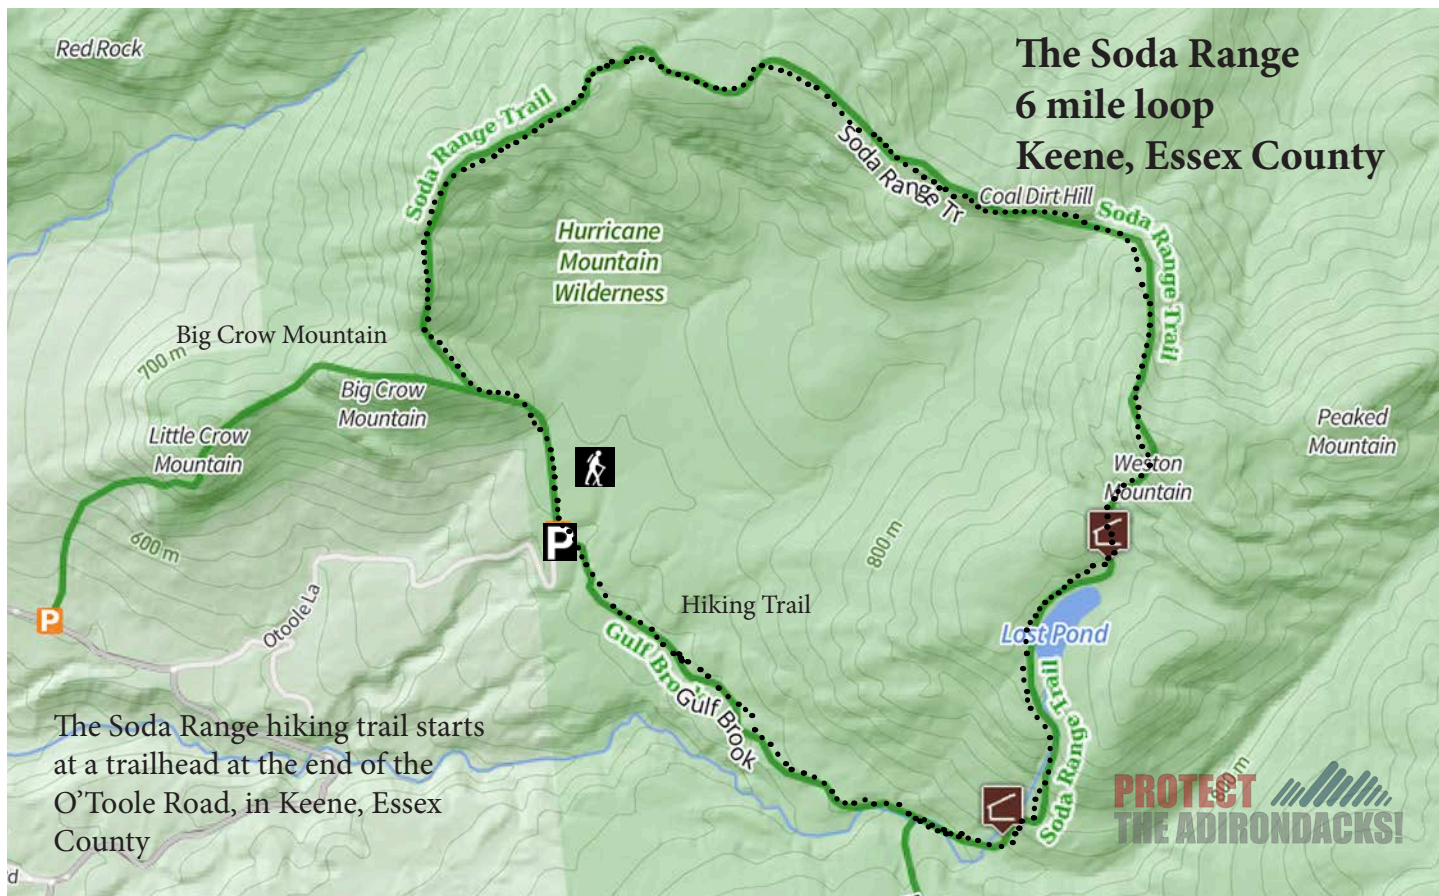 Red Rock
The Soda Range
6 mile loop
Keene, Essex County
Soda Range Trail
Soda Range Tr
Coal Dirt Hill
Soda Range Trail
Hurricane
Mountain
Wilderness
Big Crow Mountain
700 m
Big Crow
Mountain
Little Crow
Mountain
Peaked
Mountain
Weston
Mountain
600 m
P
800 m
P
Otoole La
Hiking Trail
Lost Pond
Gulf Bro
Gulf Brook
Soda Range Trail
The Soda Range hiking trail starts
at a trailhead at the end of the
O’Toole Road, in Keene, Essex
County
800 m
PROTECT
THE ADIRONDACKS!